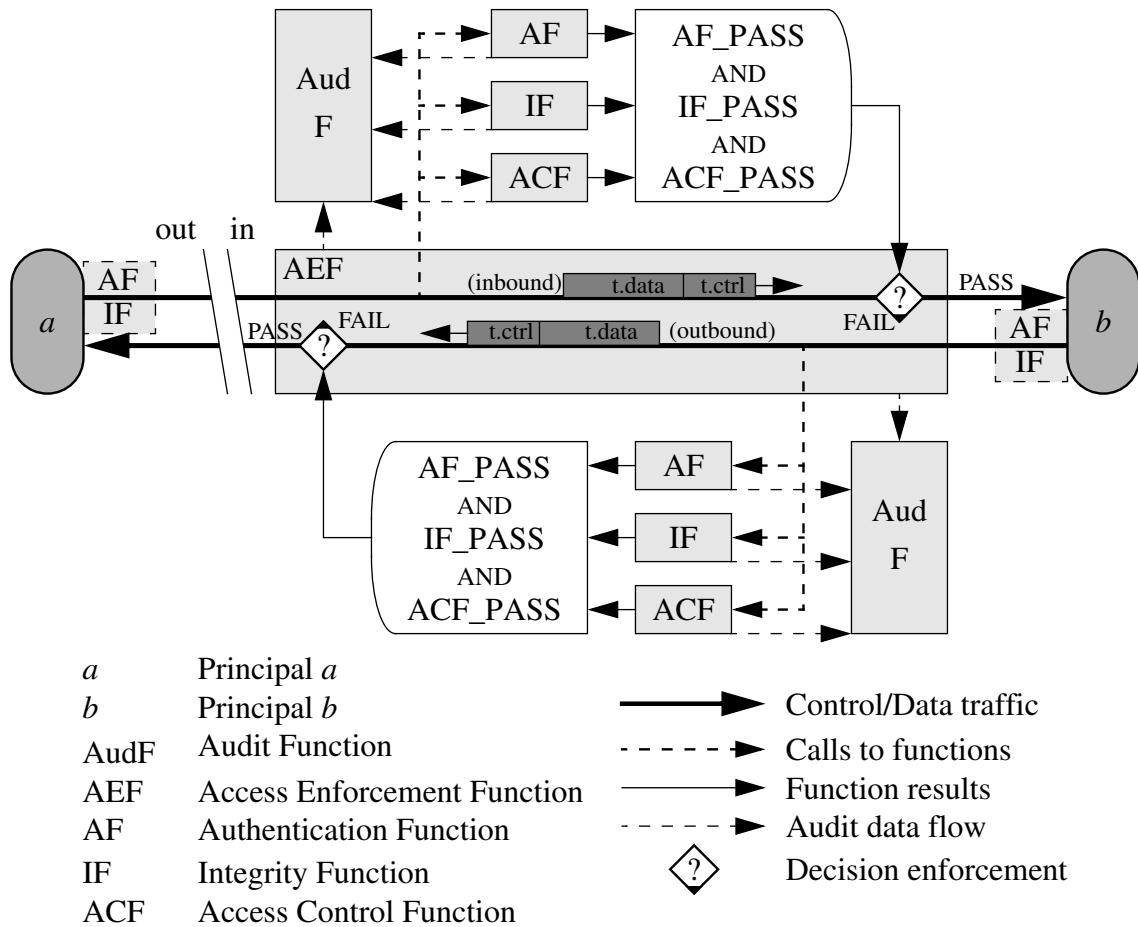 Aud
F
AF
IF
ACF
AF_PASS
AND
IF_PASS
AND
ACF_PASS
out in
a
AF
IF
AEF
(inbound) t.data t.ctrl
?
FAIL
PASS
PASS
FAIL
?
t.ctrl t.data (outbound)
AF
IF
b
AF_PASS
AND
IF_PASS
AND
ACF_PASS
AF
IF
ACF
Aud
F
a Principal a
b Principal b
AudF Audit Function
AEF Access Enforcement Function
AF Authentication Function
IF Integrity Function
ACF Access Control Function
Control/Data traffic
Calls to functions
Function results
Audit data flow
? Decision enforcement